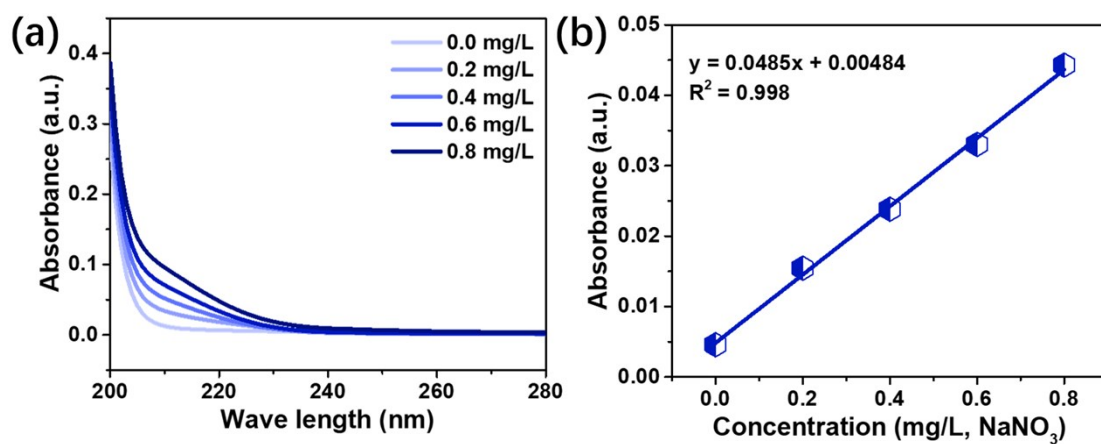 (a)
0.4
0.3
0.2
0.1
0.0
Absorbance (a.u.)
0.0 mg/L
0.2 mg/L
0.4 mg/L
0.6 mg/L
0.8 mg/L
200
220
240
260
280
Wave length (nm)
(b)
0.05
0.04
0.03
0.02
0.01
0.00
Absorbance (a.u.)
y = 0.0485x + 0.00484
R² = 0.998
0.0
0.2
0.4
0.6
0.8
Concentration (mg/L, NaNO₃)